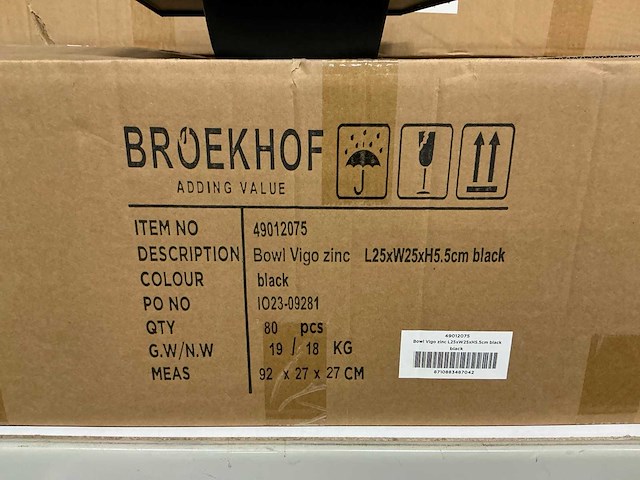 BROEKHOF
ADDING VALUE
ITEM NO 49012075
DESCRIPTION Bowl Vigo zinc L25xW25xH5.5cm black
COLOUR black
PO NO IO23-09281
QTY 80 pcs
G.W/N.W 19 / 18 KG
MEAS 92 x 27 x 27 CM
49012075
Bowl Vigo zinc L25xW25xH5.5cm black
black
8710883487042